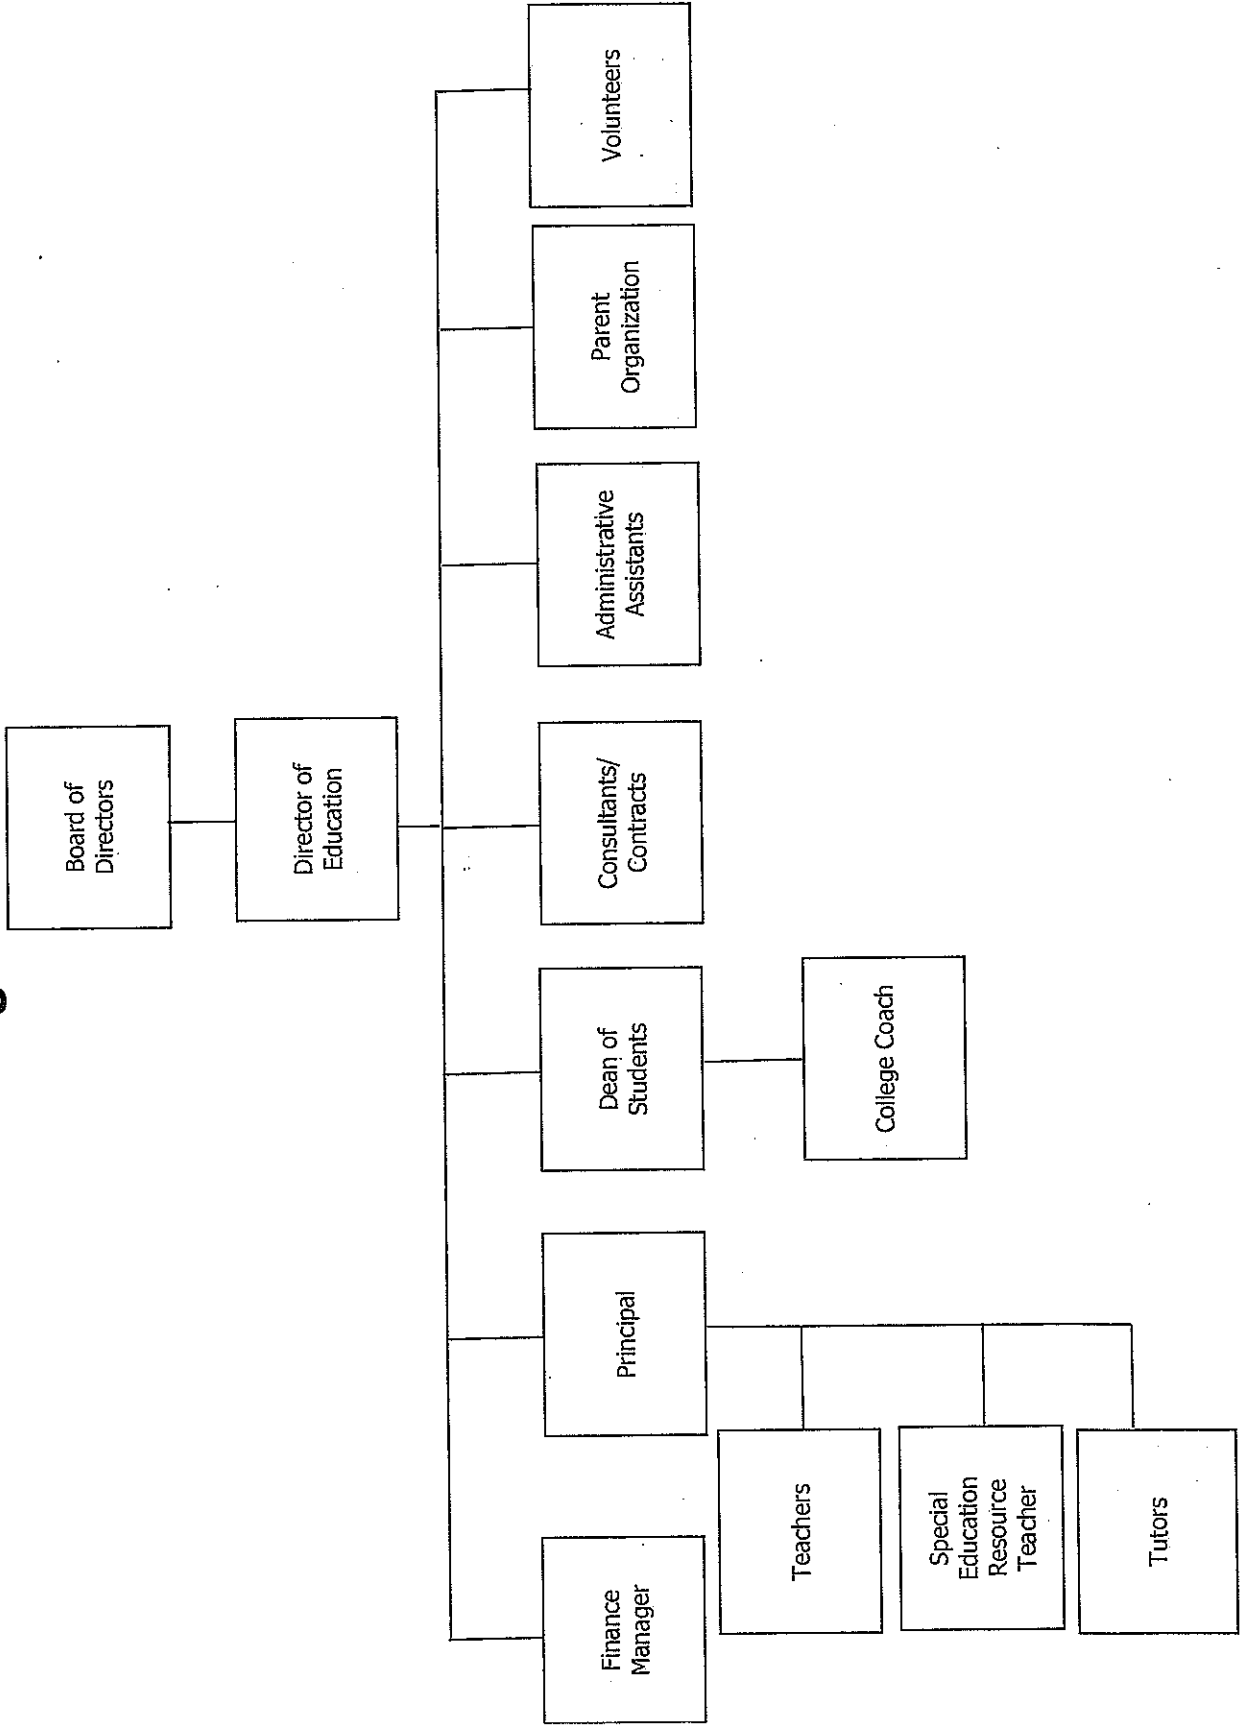 Board of
Directors
Director of
Education
Finance
Manager
Principal
Dean of
Students
Consultants/
Contracts
Administrative
Assistants
Parent
Organization
Volunteers
Teachers
Special
Education
Resource
Teacher
Tutors
College Coach